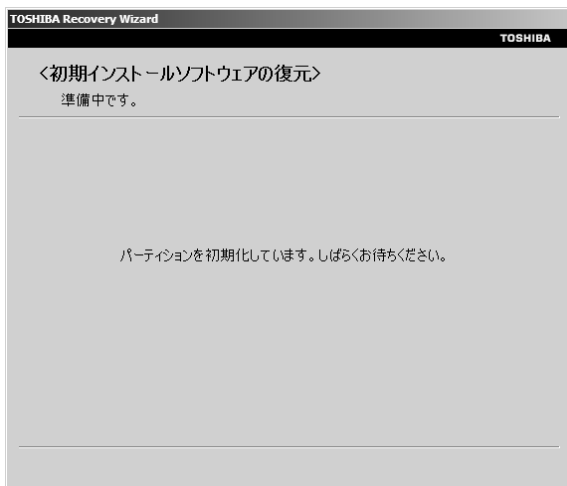 TOSHIBA Recovery Wizard
TOSHIBA
<初期インストールソフトウェアの復元>
準備中です。
パーティションを初期化しています。しばらくお待ちください。